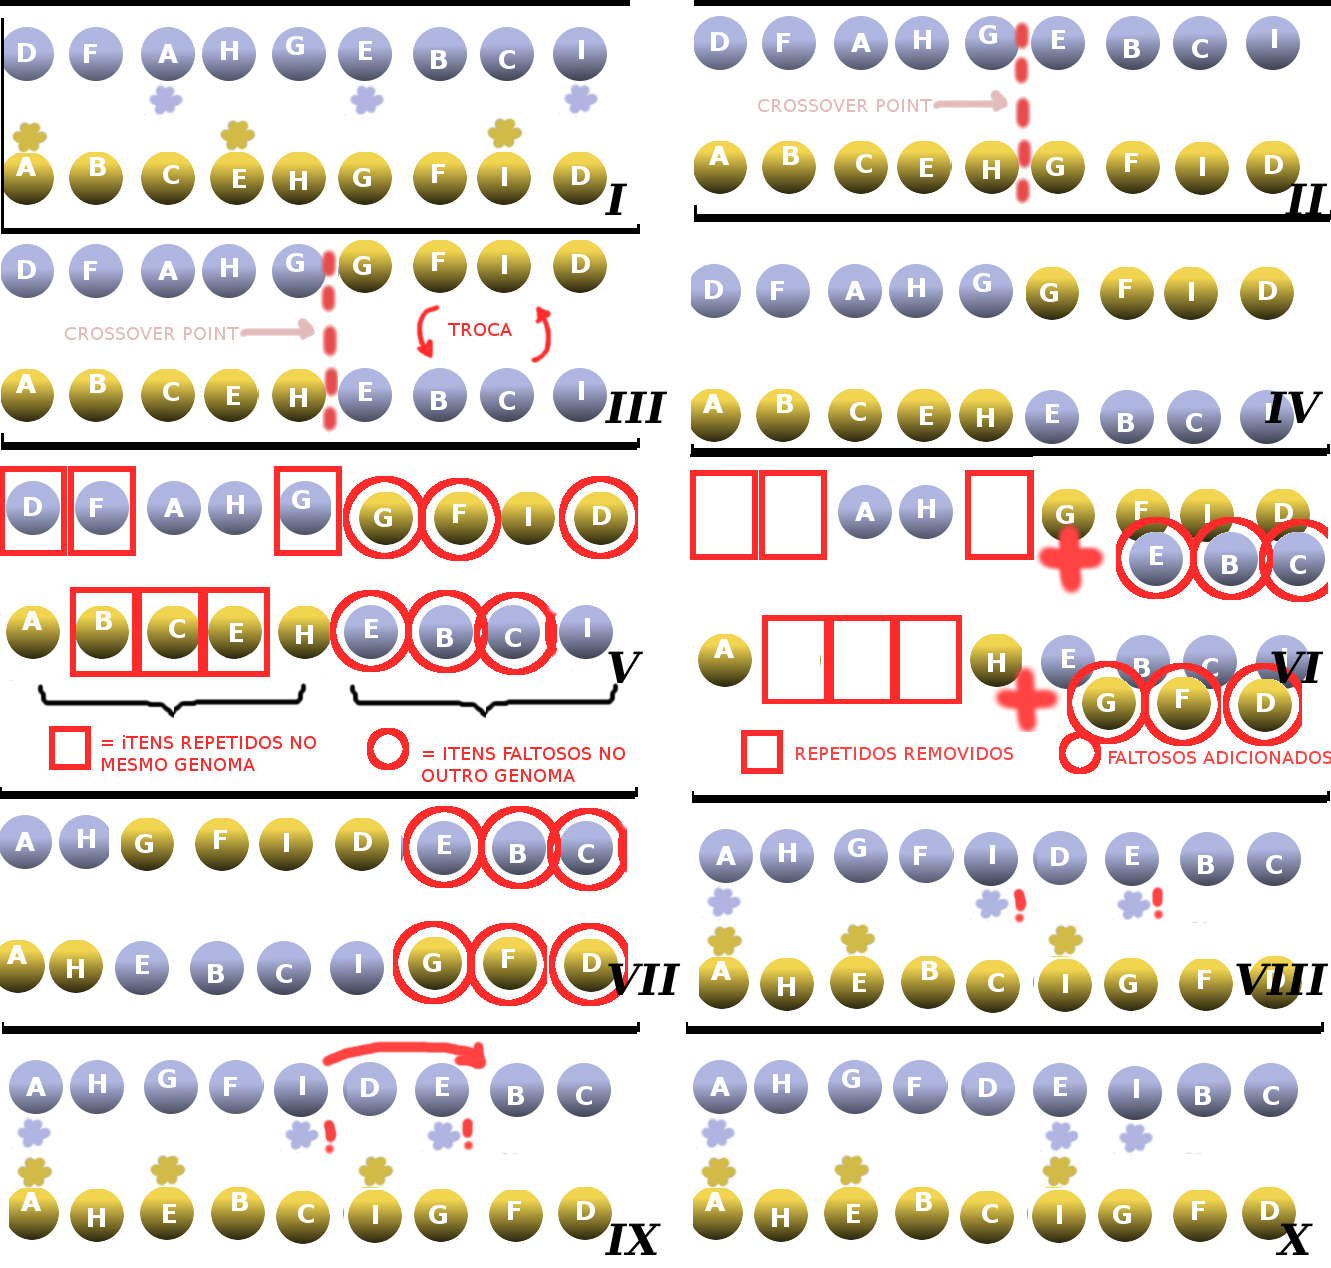 D F A H G E B C I
A B C E H G F I D
I
D F A H G E B C I
CROSSOVER POINT
A B C E H G F I D
II
D F A H G G F I D
CROSSOVER POINT
TROCA
A B C E H E B C I
III
D F A H G G F I D
A B C E H E B C I
IV
D F A H G G F I D
A B C E H E B C I
V
= iTENS REPETIDOS NO
MESMO GENOMA
= ITENS FALTOSOS NO
OUTRO GENOMA
A H G F I D
E B C
A H E B C I
VI
G F D
REPETIDOS REMOVIDOS
FALTOSOS ADICIONADOS
A H G F I D E B C
A H E B C I G F D
VII
A H G F I D E B C
A H E B C I G F D
VIII
A H G F I D E B C
A H E B C I G F D
IX
A H G F D E I B C
A H E B C I G F D
X